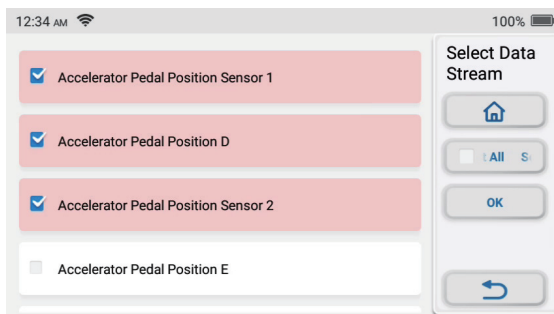 12:34 AM
100%
Accelerator Pedal Position Sensor 1
Accelerator Pedal Position D
Accelerator Pedal Position Sensor 2
Accelerator Pedal Position E
Select Data
Stream
All S
OK